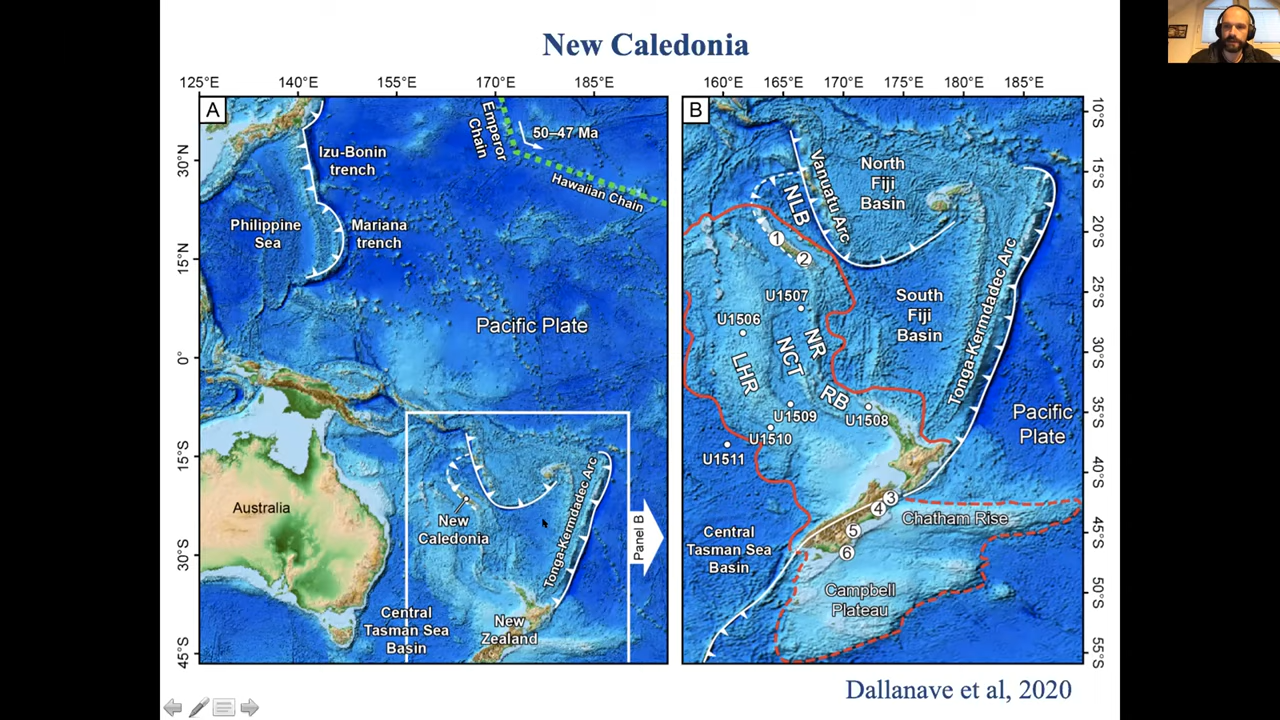 New Caledonia
125°E
140°E
155°E
170°E
185°E
A
30°N
15°N
0°
15°S
30°S
45°S
Emperor
Chain
50–47 Ma
Hawaiian Chain
Izu-Bonin
trench
Philippine
Sea
Mariana
trench
Pacific Plate
Australia
New
Caledonia
Tonga-Kermdadec Arc
Central
Tasman Sea
Basin
New
Zealand
Panel B
160°E
165°E
170°E
175°E
180°E
185°E
B
10°S
15°S
20°S
25°S
30°S
35°S
40°S
45°S
50°S
55°S
Vanuatu Arc
North
Fiji
Basin
NLB
1
2
U1507
U1506
South
Fiji
Basin
Tonga-Kermdadec Arc
NR
NCT
LHR
RB
U1509
U1508
U1510
U1511
Pacific
Plate
3
4
5
6
Chatham Rise
Central
Tasman Sea
Basin
Campbell
Plateau
Dallanave et al, 2020